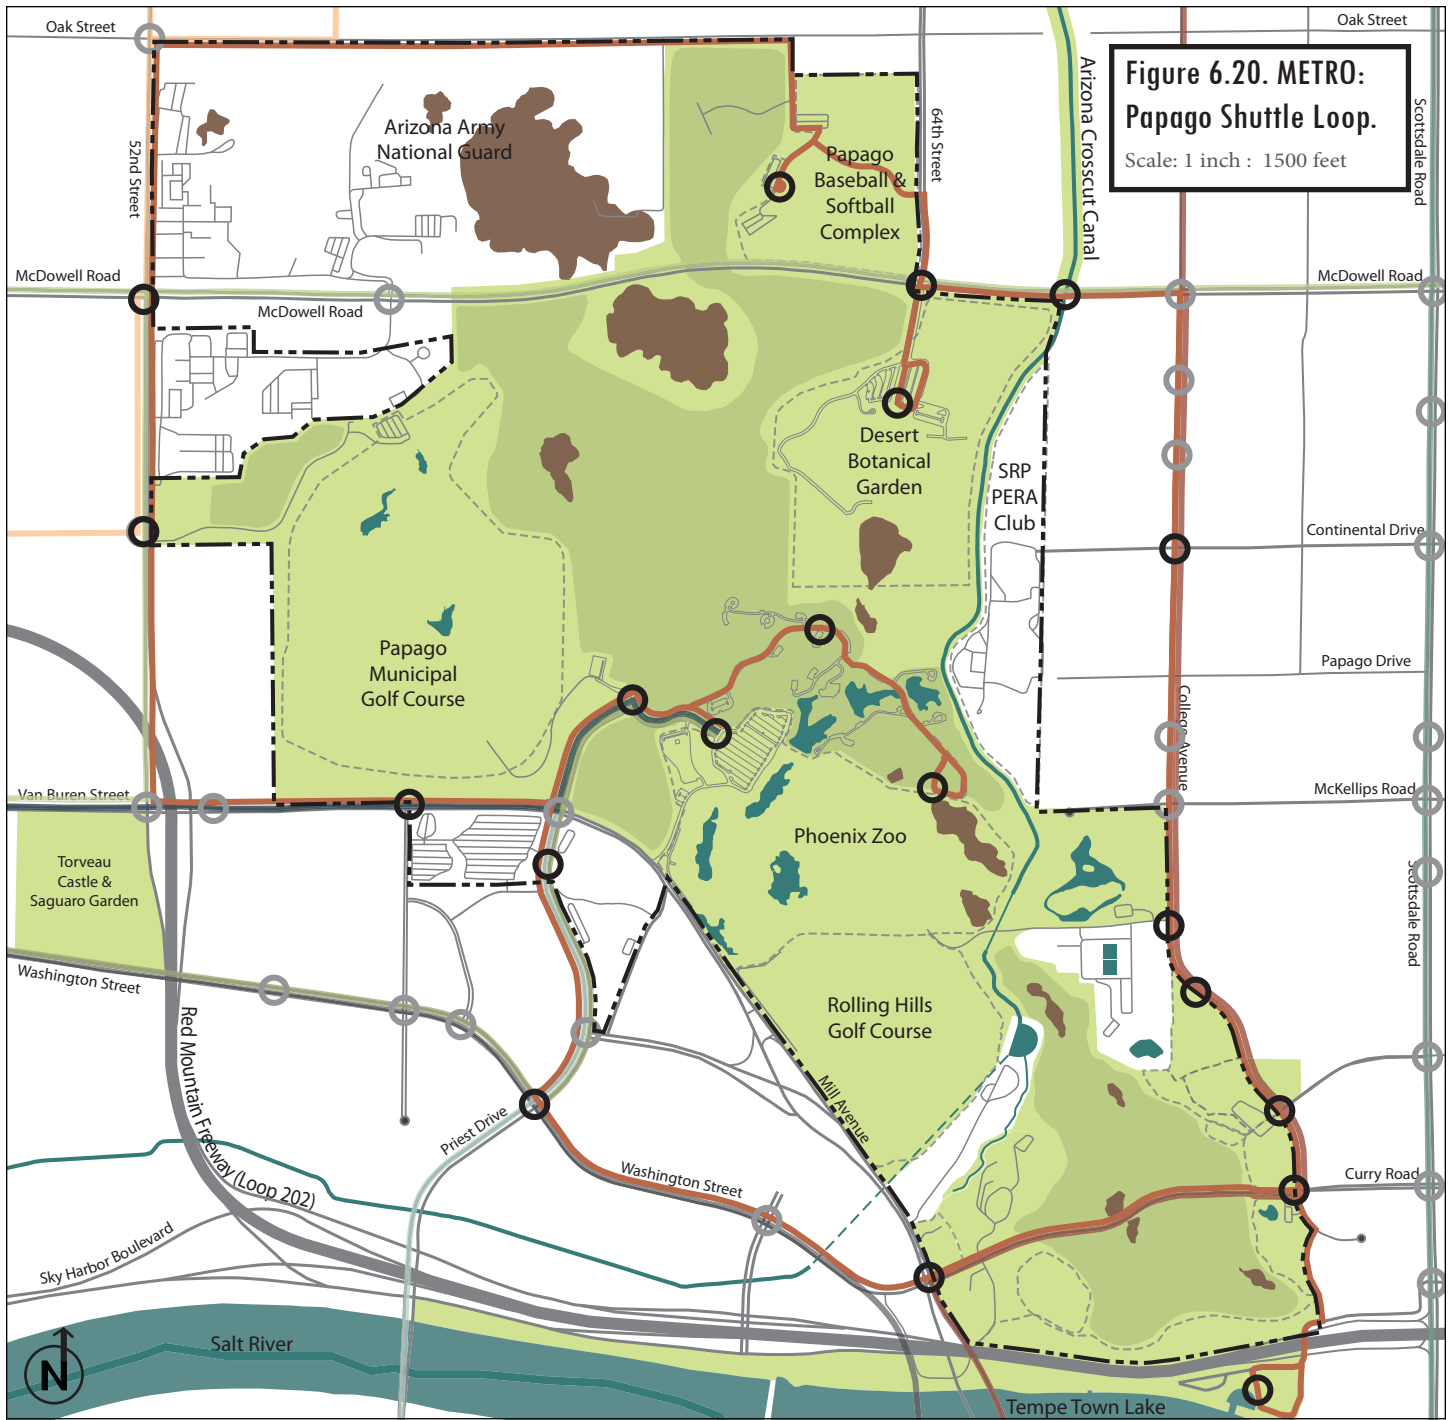 Oak Street
Oak Street
Figure 6.20. METRO:
Papago Shuttle Loop.
Scale: 1 inch : 1500 feet
Arizona Crosscut Canal
Scottsdale Road
64th Street
52nd Street
Arizona Army
National Guard
Papago
Baseball &
Softball
Complex
McDowell Road
McDowell Road
McDowell Road
Desert
Botanical
Garden
SRP
PERA
Club
Continental Drive
Papago
Municipal
Golf Course
Papago Drive
College Avenue
Van Buren Street
McKellips Road
Phoenix Zoo
Torveau
Castle &
Saguaro Garden
Scottsdale Road
Washington Street
Rolling Hills
Golf Course
Red Mountain Freeway (Loop 202)
Mill Avenue
Priest Drive
Washington Street
Curry Road
Sky Harbor Boulevard
Salt River
N
Tempe Town Lake